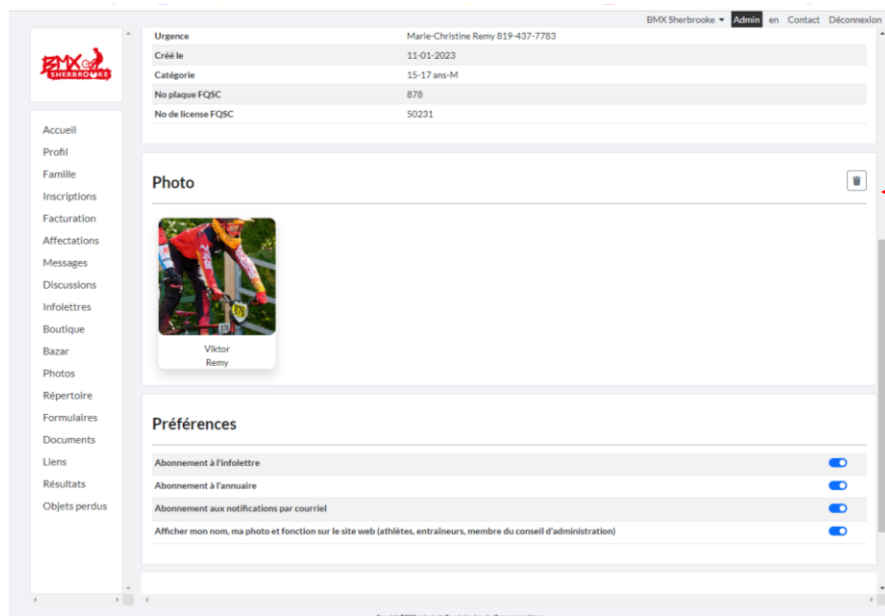 BMX Sherbrooke Admin en Contact Déconnexion
BMX
SHERBROOKE
Accueil
Profil
Famille
Inscriptions
Facturation
Affectations
Messages
Discussions
Infolettres
Boutique
Bazar
Photos
Répertoire
Formulaires
Documents
Liens
Résultats
Objets perdus
Urgence Marie-Christine Remy 819-437-7783
Créé le 11-01-2023
Catégorie 15-17 ans-M
No plaque FQSC 878
No de license FQSC 50231
Photo
878
Viktor
Remy
Préférences
Abonnement à l'infolettre
Abonnement à l'annuaire
Abonnement aux notifications par courriel
Afficher mon nom, ma photo et fonction sur le site web (athlètes, entraîneurs, membre du conseil d'administration)